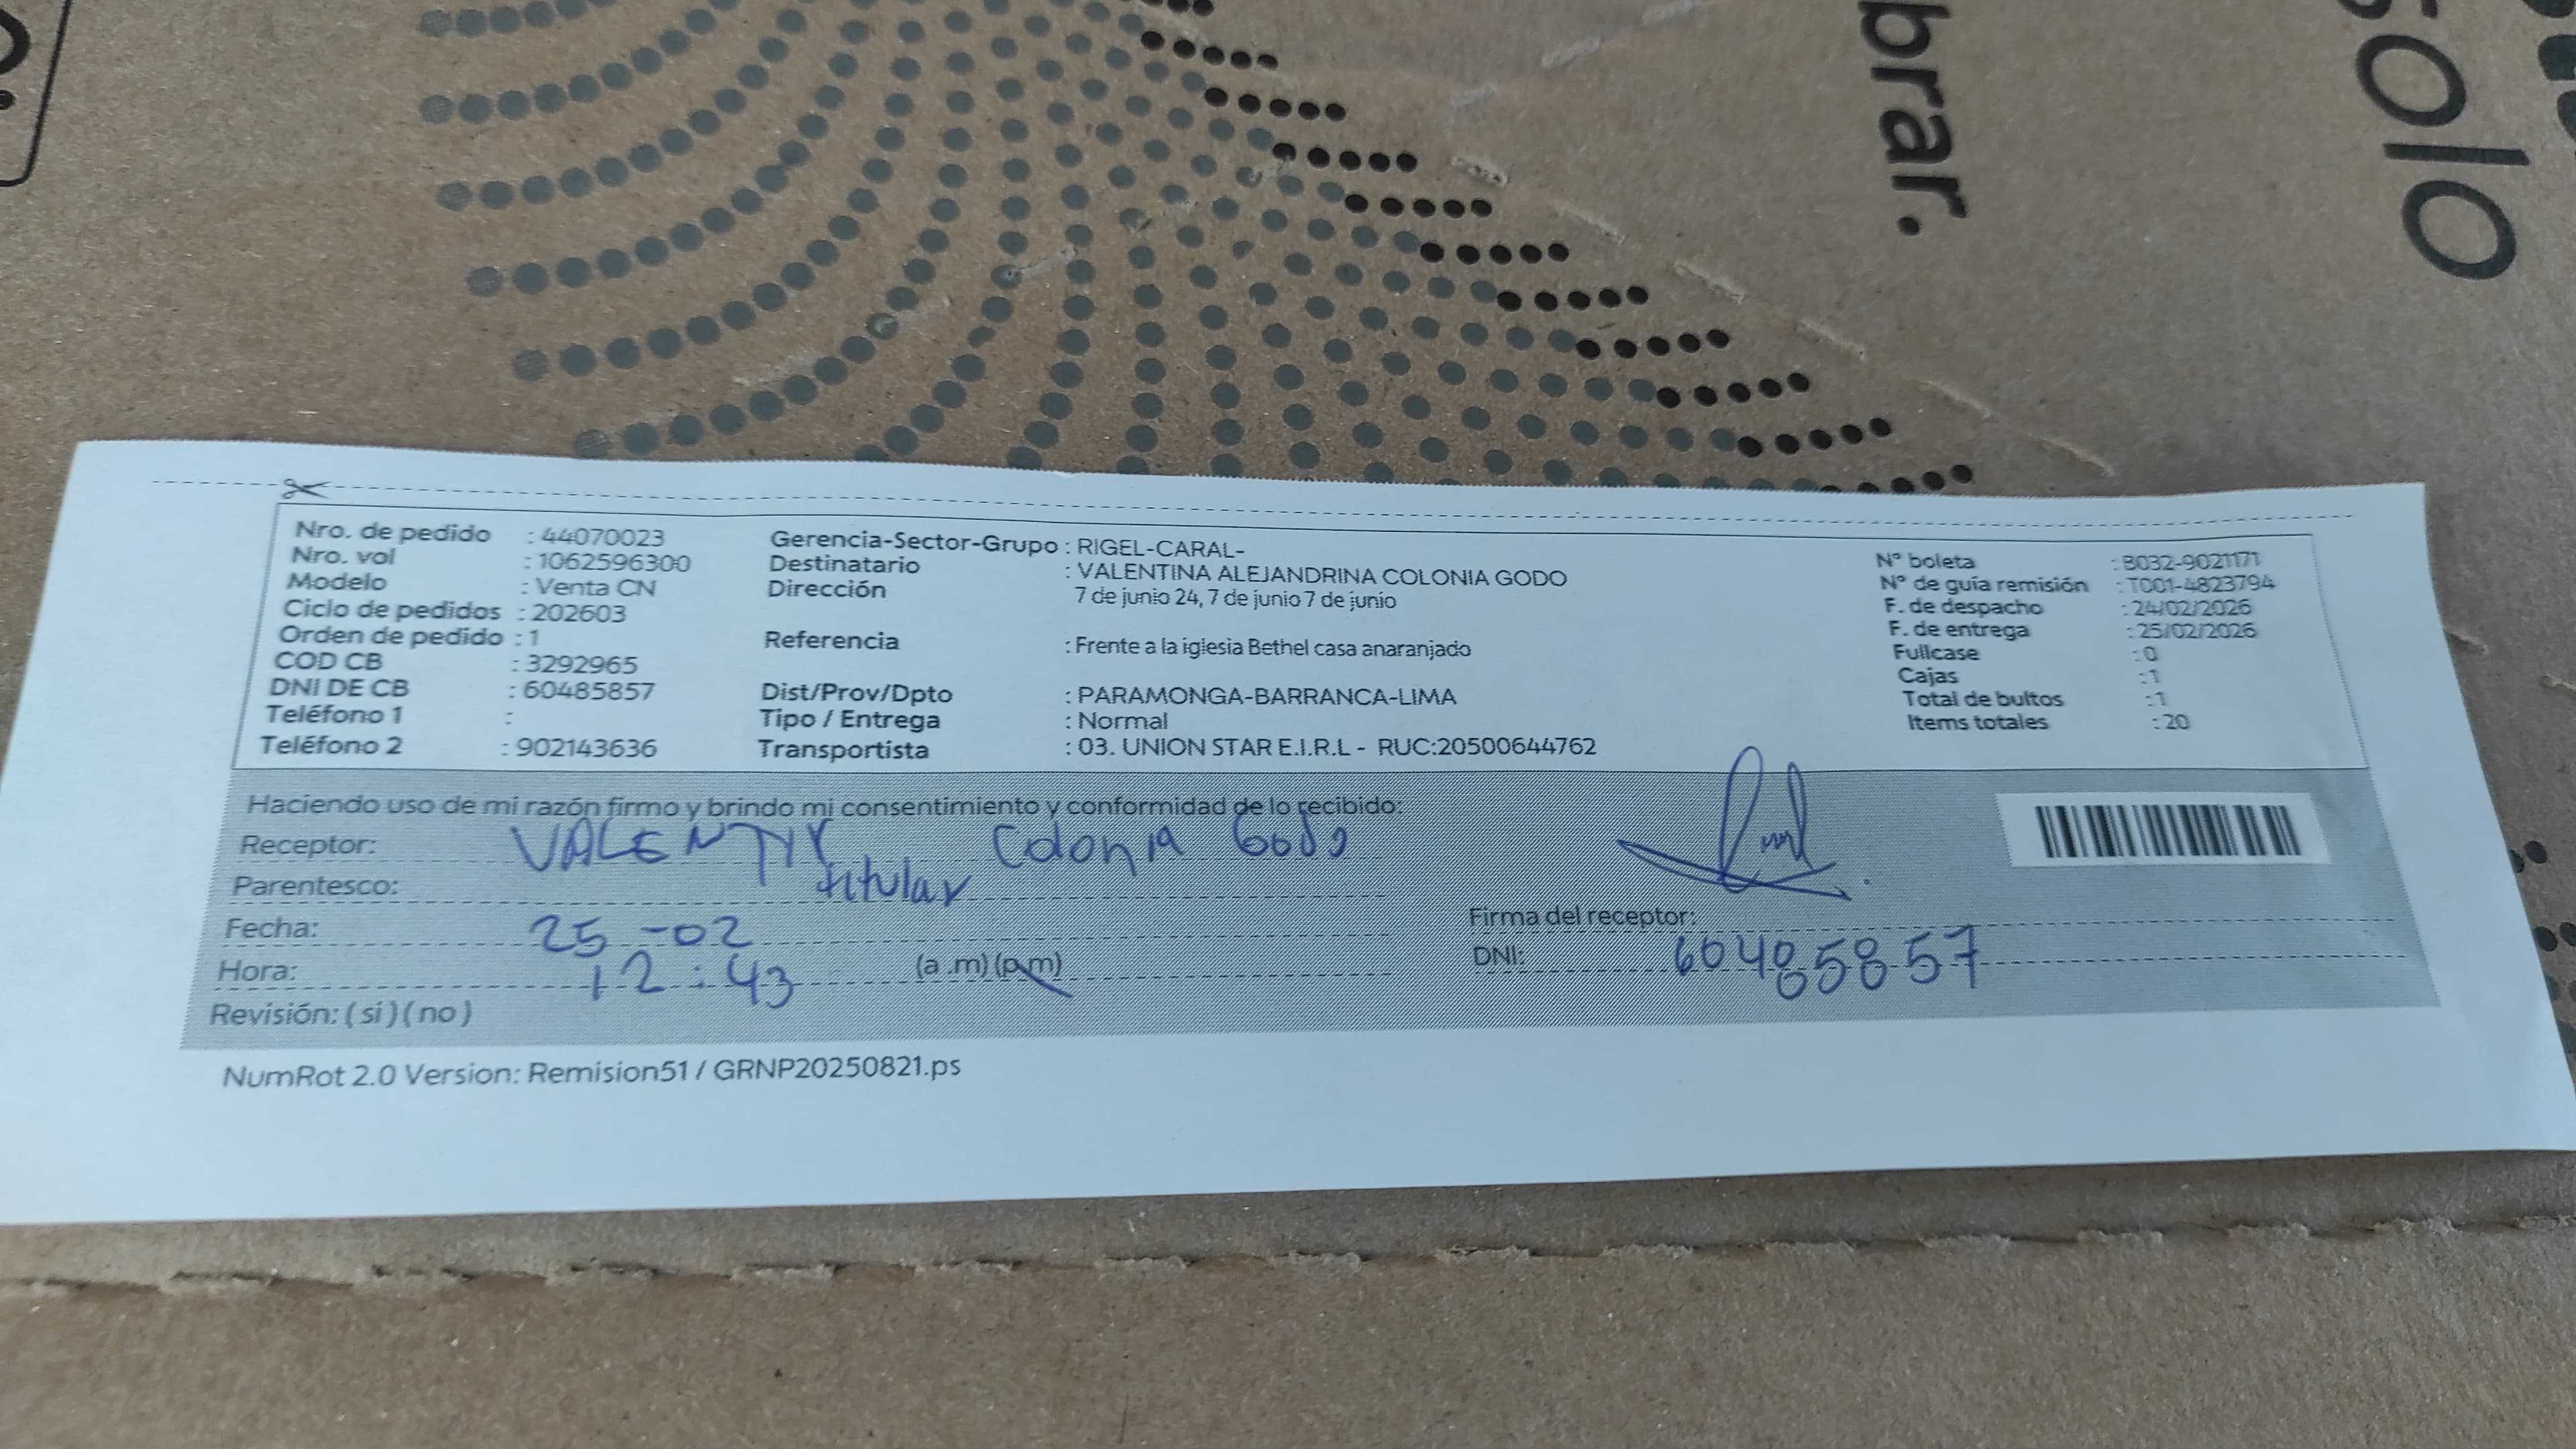 brar.
solo
Nro. de pedido : 44070023
Nro. vol : 1062596300
Modelo : Venta CN
Ciclo de pedidos : 202603
Orden de pedido : 1
COD CB : 3292965
DNI DE CB : 60485857
Teléfono 1 :
Teléfono 2 : 902143636
Gerencia-Sector-Grupo : RIGEL-CARAL-
Destinatario : VALENTINA ALEJANDRINA COLONIA GODO
Dirección 7 de junio 24, 7 de junio 7 de junio
Referencia : Frente a la iglesia Bethel casa anaranjado
Dist/Prov/Dpto : PARAMONGA-BARRANCA-LIMA
Tipo / Entrega : Normal
Transportista : 03. UNION STAR E.I.R.L - RUC:20500644762
N° boleta : B032-9021171
N° de guía remisión : T001-4823794
F. de despacho : 24/02/2026
F. de entrega : 25/02/2026
Fullcase : 0
Cajas : 1
Total de bultos : 1
Items totales : 20
Haciendo uso de mi razón firmo y brindo mi consentimiento y conformidad de lo recibido:
Receptor: Colonia Godo
Parentesco: titular
Fecha: 25-02
Hora: 12:43 (a .m) (p.m)
Revisión: ( si ) ( no )
Firma del receptor:
DNI: 60485857
NumRot 2.0 Version: Remision51 / GRNP20250821.ps